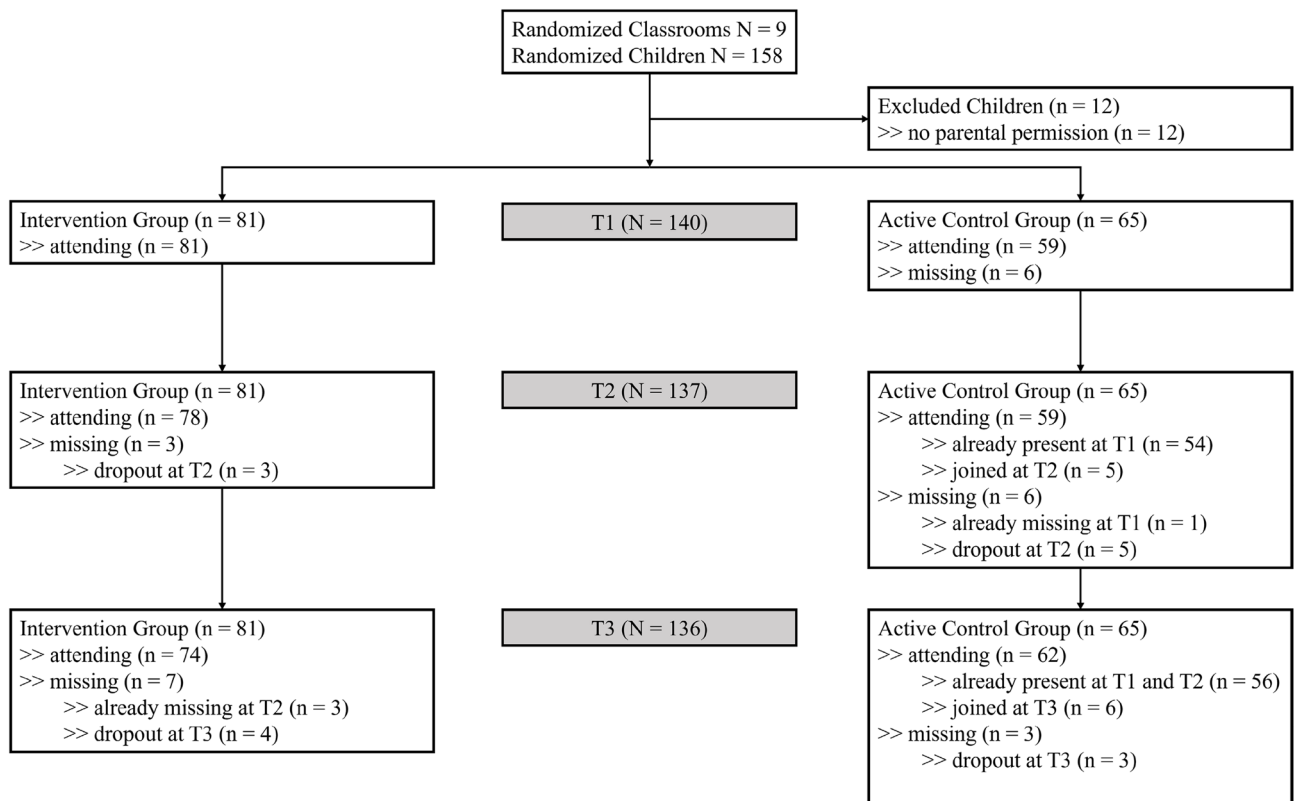 Randomized Classrooms N = 9
Randomized Children N = 158
Excluded Children (n = 12)
>> no parental permission (n = 12)
Intervention Group (n = 81)
>> attending (n = 81)
T1 (N = 140)
Active Control Group (n = 65)
>> attending (n = 59)
>> missing (n = 6)
Intervention Group (n = 81)
>> attending (n = 78)
>> missing (n = 3)
>> dropout at T2 (n = 3)
T2 (N = 137)
Active Control Group (n = 65)
>> attending (n = 59)
>> already present at T1 (n = 54)
>> joined at T2 (n = 5)
>> missing (n = 6)
>> already missing at T1 (n = 1)
>> dropout at T2 (n = 5)
Intervention Group (n = 81)
>> attending (n = 74)
>> missing (n = 7)
>> already missing at T2 (n = 3)
>> dropout at T3 (n = 4)
T3 (N = 136)
Active Control Group (n = 65)
>> attending (n = 62)
>> already present at T1 and T2 (n = 56)
>> joined at T3 (n = 6)
>> missing (n = 3)
>> dropout at T3 (n = 3)